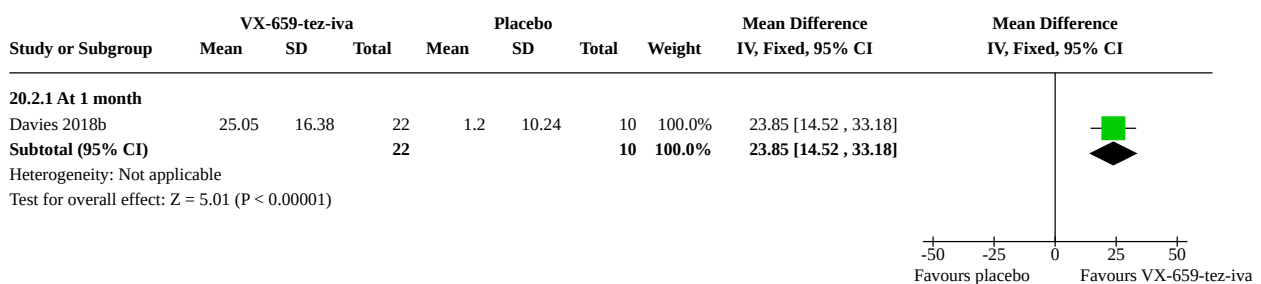 VX-659-tez-iva Placebo Mean Difference Mean Difference
Study or Subgroup Mean SD Total Mean SD Total Weight IV, Fixed, 95% CI IV, Fixed, 95% CI
20.2.1 At 1 month
Davies 2018b 25.05 16.38 22 1.2 10.24 10 100.0% 23.85 [14.52 , 33.18]
Subtotal (95% CI) 22 10 100.0% 23.85 [14.52 , 33.18]
Heterogeneity: Not applicable
Test for overall effect: Z = 5.01 (P < 0.00001)
-50 -25 0 25 50
Favours placebo Favours VX-659-tez-iva